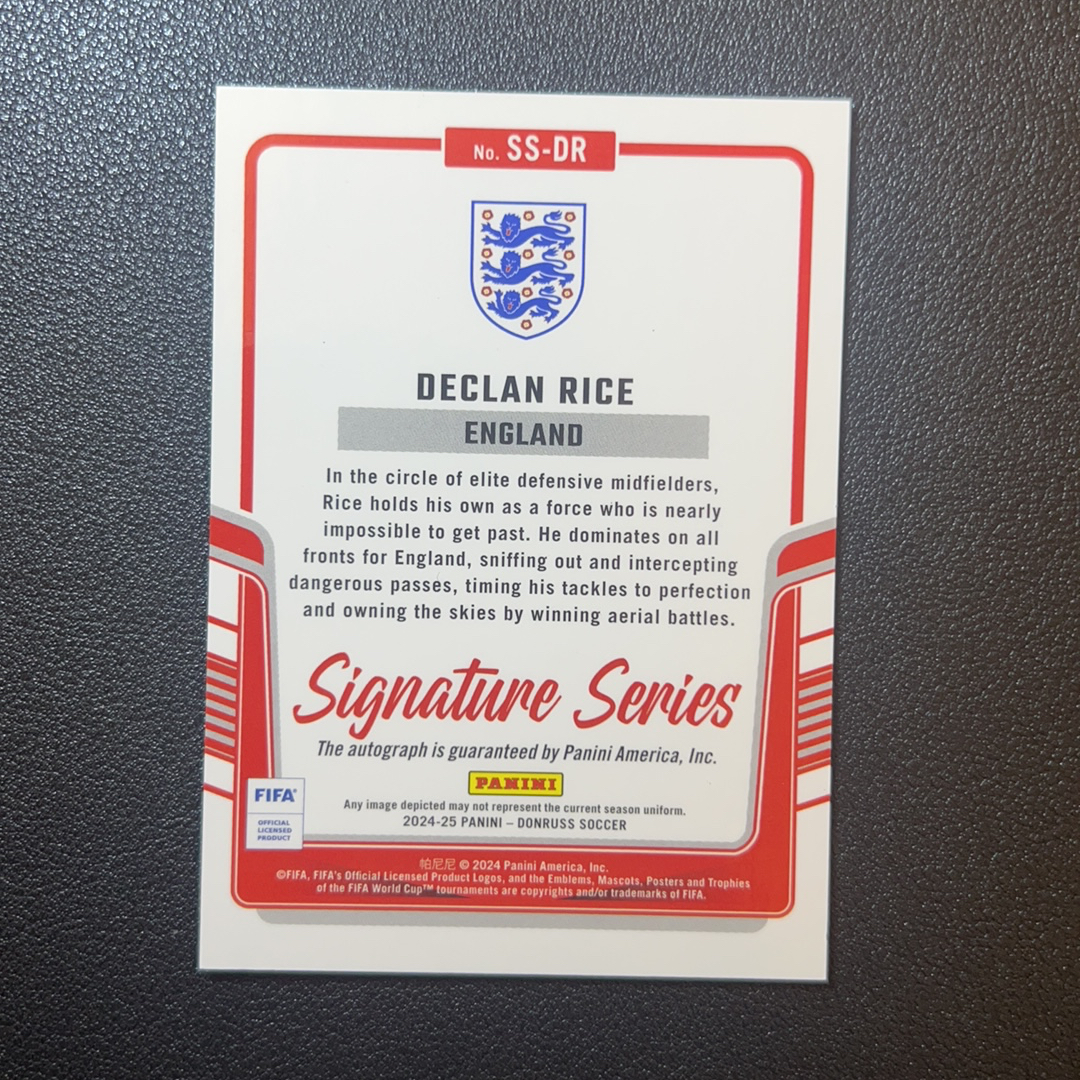 No. SS-DR
DECLAN RICE
ENGLAND
In the circle of elite defensive midfielders,
Rice holds his own as a force who is nearly
impossible to get past. He dominates on all
fronts for England, sniffing out and intercepting
dangerous passes, timing his tackles to perfection
and owning the skies by winning aerial battles.
Signature Series
The autograph is guaranteed by Panini America, Inc.
PANINI
Any image depicted may not represent the current season uniform.
2024-25 PANINI – DONRUSS SOCCER
FIFA®
OFFICIAL
LICENSED
PRODUCT
帕尼尼 © 2024 Panini America, Inc.
©FIFA, FIFA's Official Licensed Product Logos, and the Emblems, Mascots, Posters and Trophies
of the FIFA World Cup™ tournaments are copyrights and/or trademarks of FIFA.